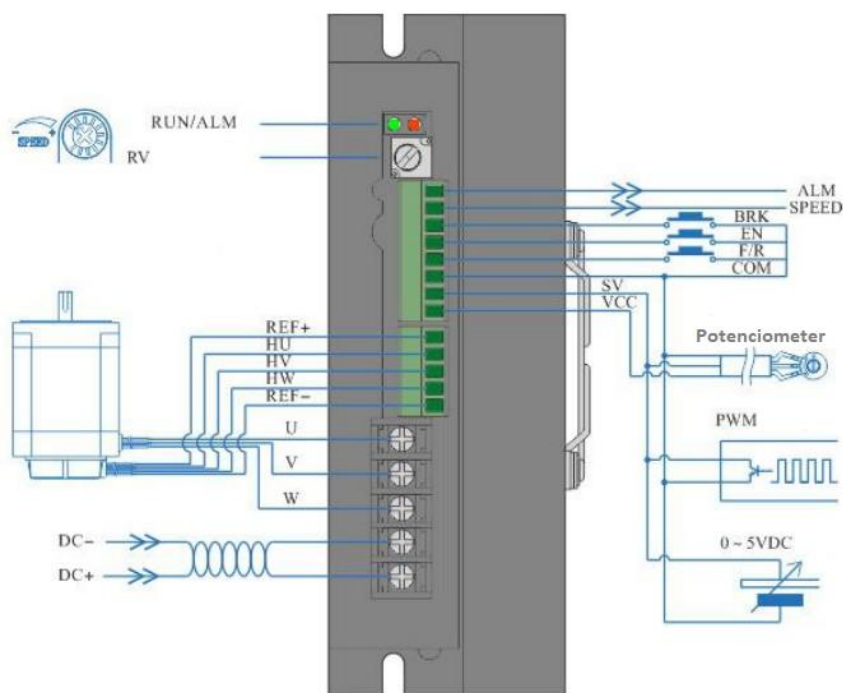 RUN/ALM
- SPEED +
RV
ALM
SPEED
BRK
EN
F/R
COM
SV
VCC
REF+
HU
HV
HW
REF-
Potenciometer
U
V
W
PWM
DC-
DC+
0 ~ 5VDC